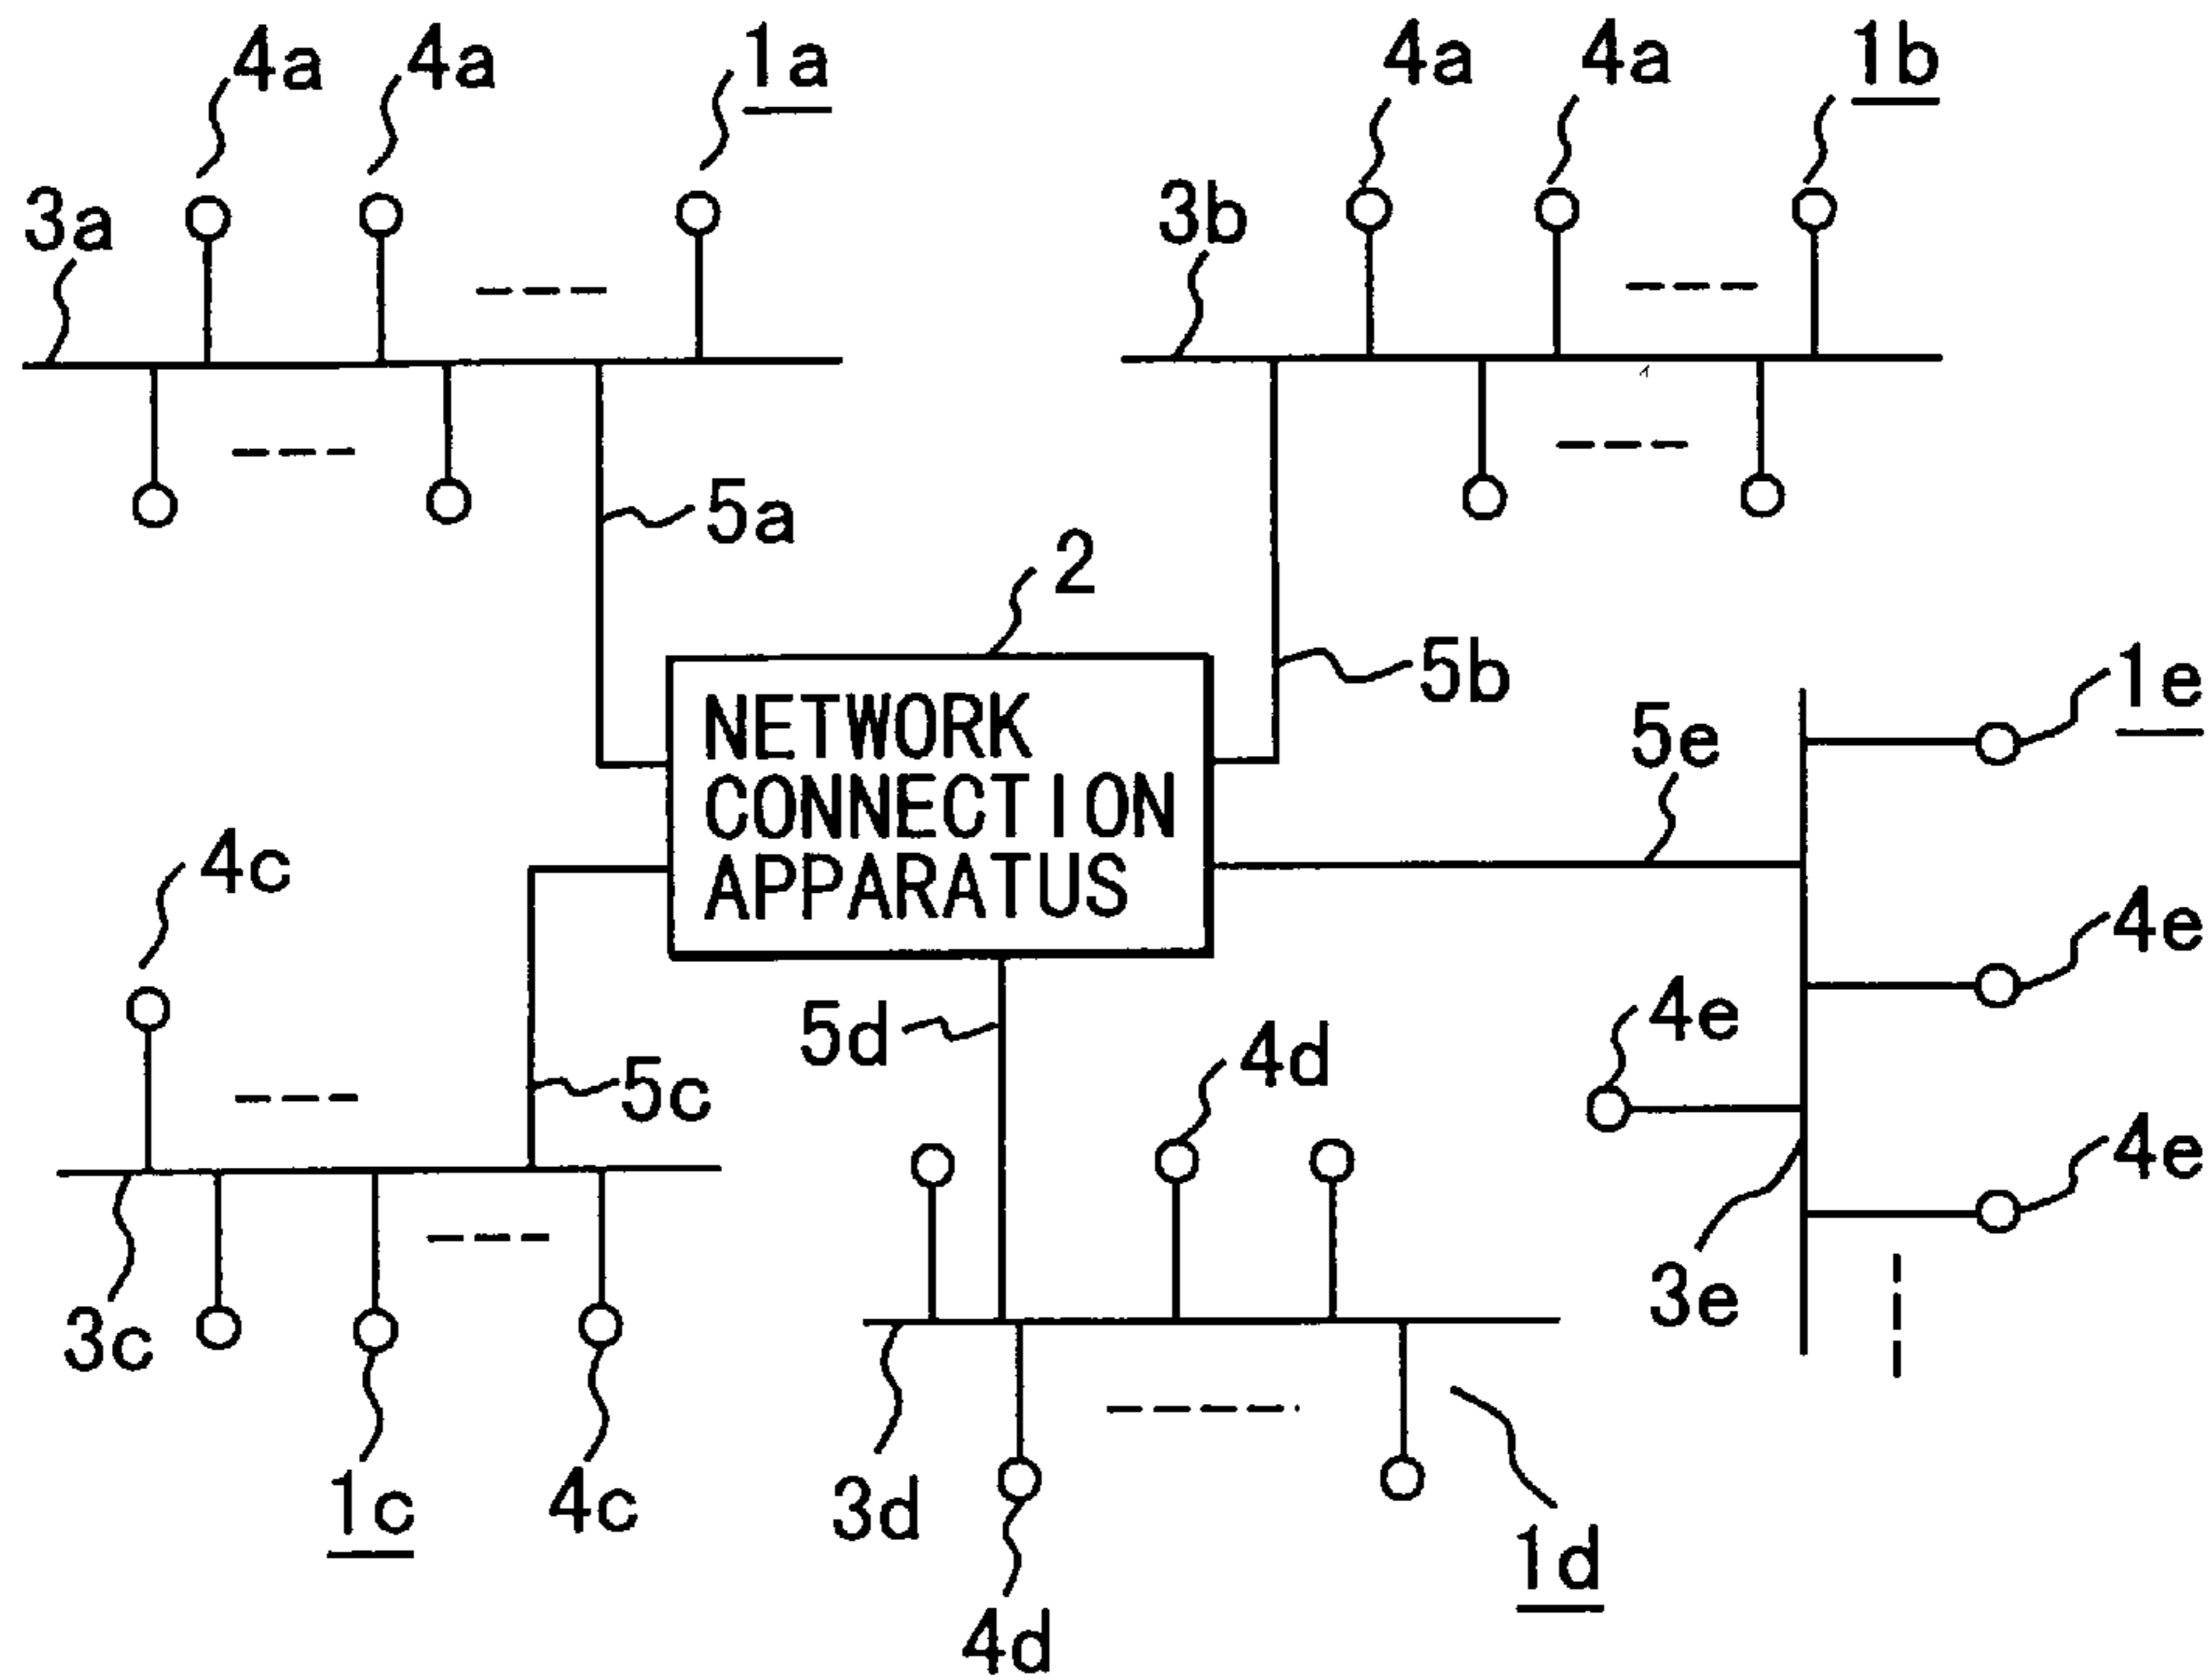 4a
4a
1a
4a
4a
1b
3a
3b
5a
2
5b
1e
5e
NETWORK
CONNECTION
APPARATUS
4c
4e
4e
5d
4d
5c
4e
3e
3c
3d
1c
4c
1d
4d